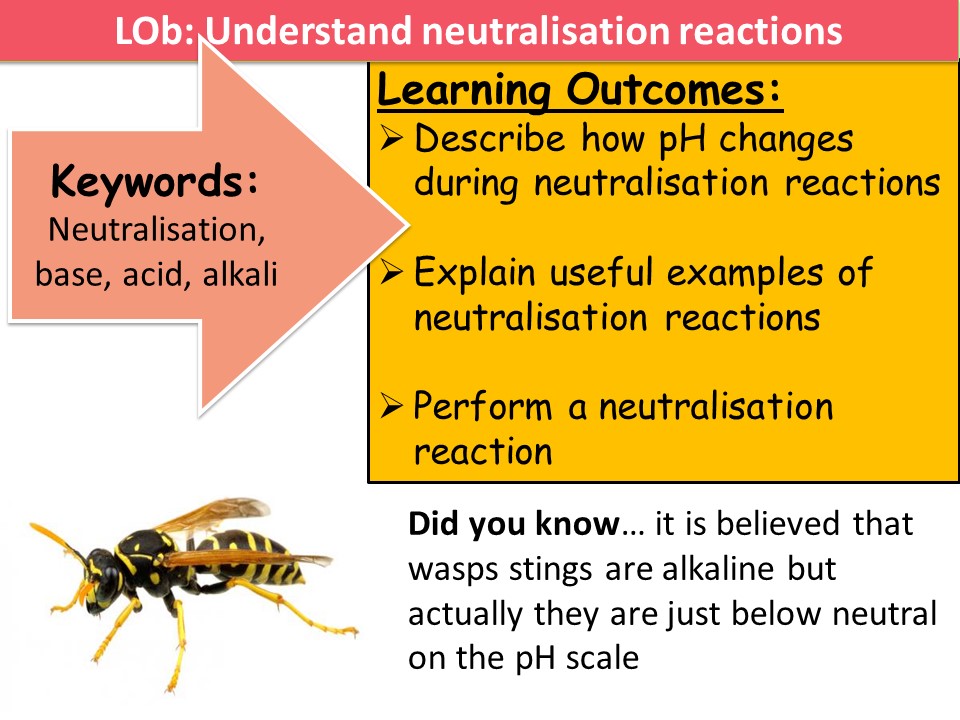 LOb: Understand neutralisation reactions
Keywords:
Neutralisation,
base, acid, alkali
Learning Outcomes:
➢ Describe how pH changes
during neutralisation reactions
➢ Explain useful examples of
neutralisation reactions
➢ Perform a neutralisation
reaction
Did you know… it is believed that
wasps stings are alkaline but
actually they are just below neutral
on the pH scale